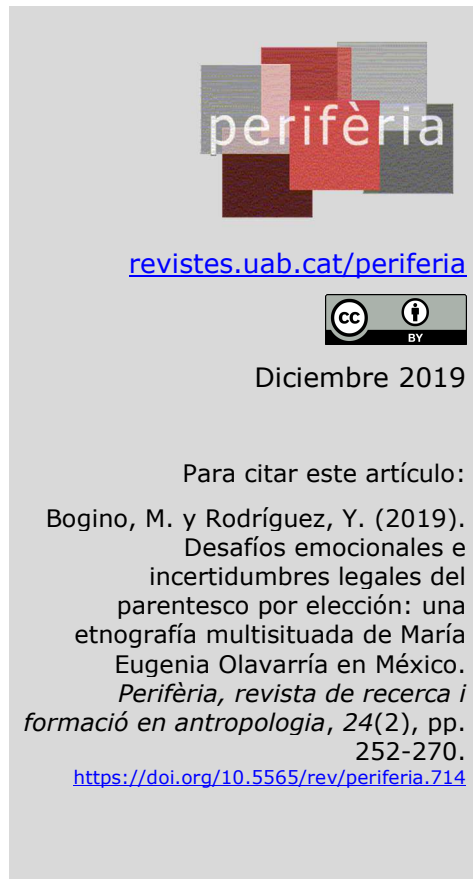 perifèria
revistes.uab.cat/periferia
cc
BY
Diciembre 2019
Para citar este artículo:
Bogino, M. y Rodríguez, Y. (2019).
Desafíos emocionales e
incertidumbres legales del
parentesco por elección: una
etnografía multisituada de María
Eugenia Olavarría en México.
Perifèria, revista de recerca i
formació en antropologia, 24(2), pp.
252-270.
https://doi.org/10.5565/rev/periferia.714